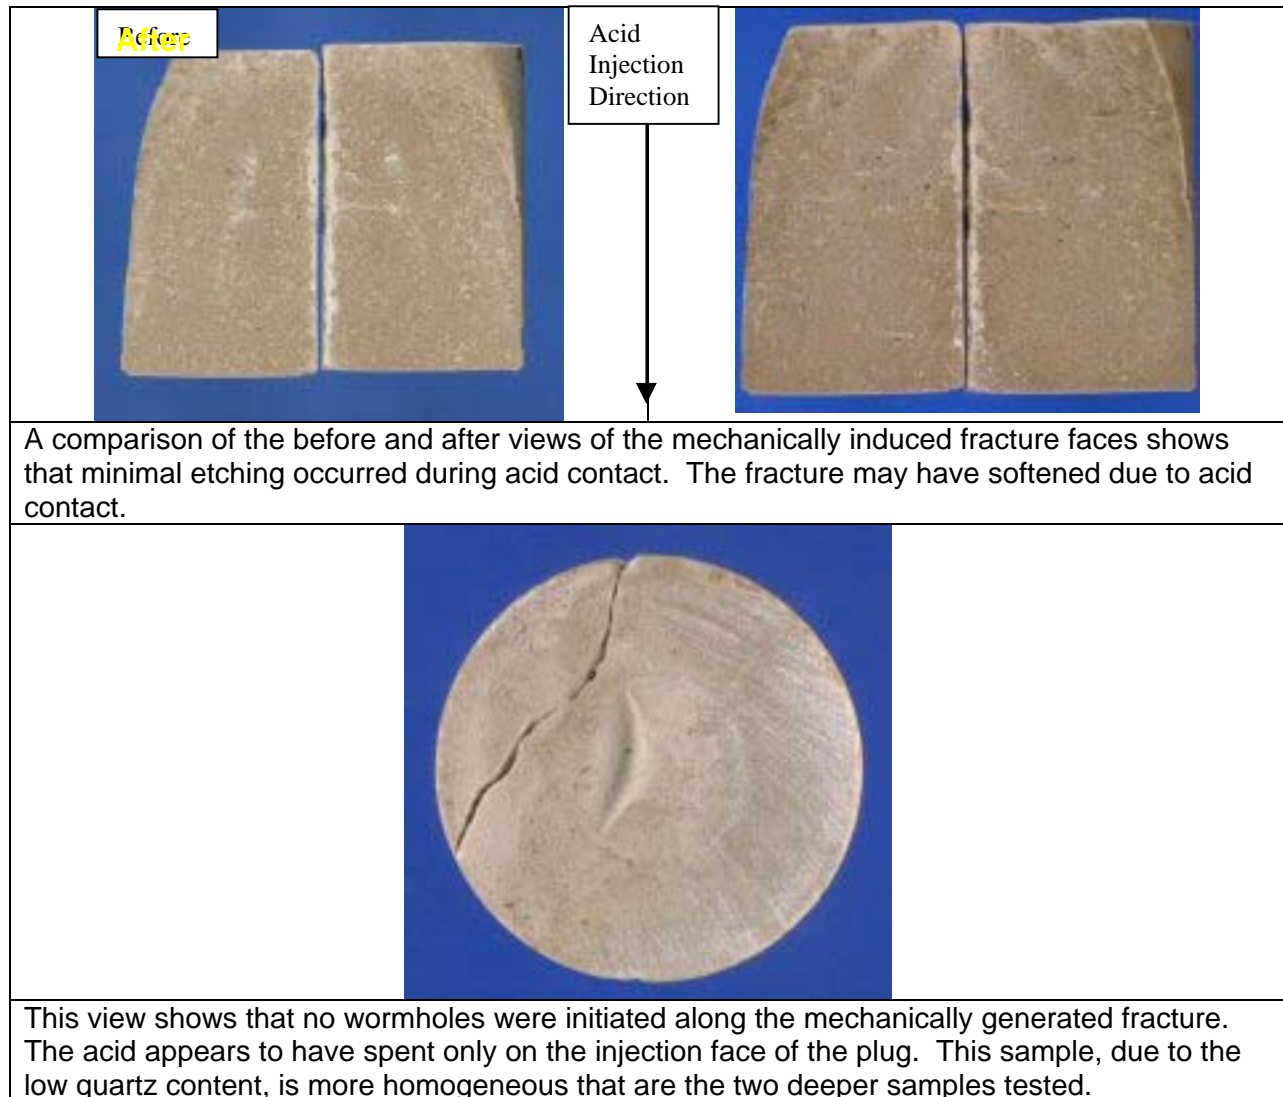 Before
After
Acid
Injection
Direction
A comparison of the before and after views of the mechanically induced fracture faces shows
that minimal etching occurred during acid contact.  The fracture may have softened due to acid
contact.
This view shows that no wormholes were initiated along the mechanically generated fracture.
The acid appears to have spent only on the injection face of the plug.  This sample, due to the
low quartz content, is more homogeneous that are the two deeper samples tested.